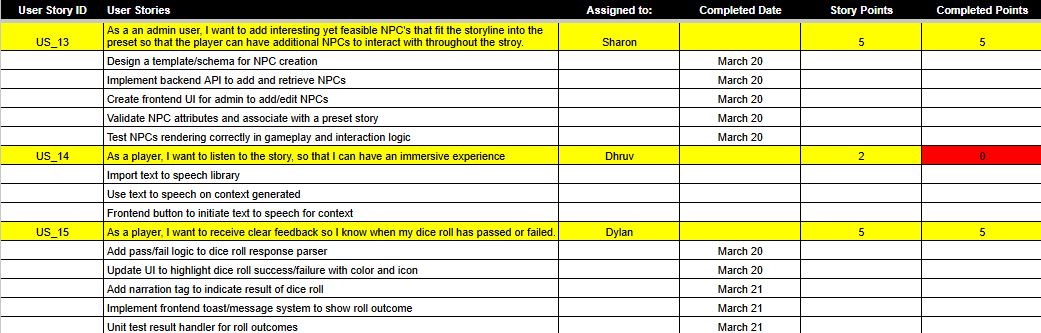 User Story ID User Stories Assigned to: Completed Date Story Points Completed Points
As a an admin user, I want to add interesting yet feasible NPC's that fit the storyline into the
US_13 preset so that the player can have additional NPCs to interact with throughout the stroy. Sharon 5 5
Design a template/schema for NPC creation March 20
Implement backend API to add and retrieve NPCs March 20
Create frontend UI for admin to add/edit NPCs March 20
Validate NPC attributes and associate with a preset story March 20
Test NPCs rendering correctly in gameplay and interaction logic March 20
US_14 As a player, I want to listen to the story, so that I can have an immersive experience Dhruv 2 0
Import text to speech library
Use text to speech on context generated
Frontend button to initiate text to speech for context
US_15 As a player, I want to receive clear feedback so I know when my dice roll has passed or failed. Dylan 5 5
Add pass/fail logic to dice roll response parser March 20
Update UI to highlight dice roll success/failure with color and icon March 20
Add narration tag to indicate result of dice roll March 21
Implement frontend toast/message system to show roll outcome March 21
Unit test result handler for roll outcomes March 21